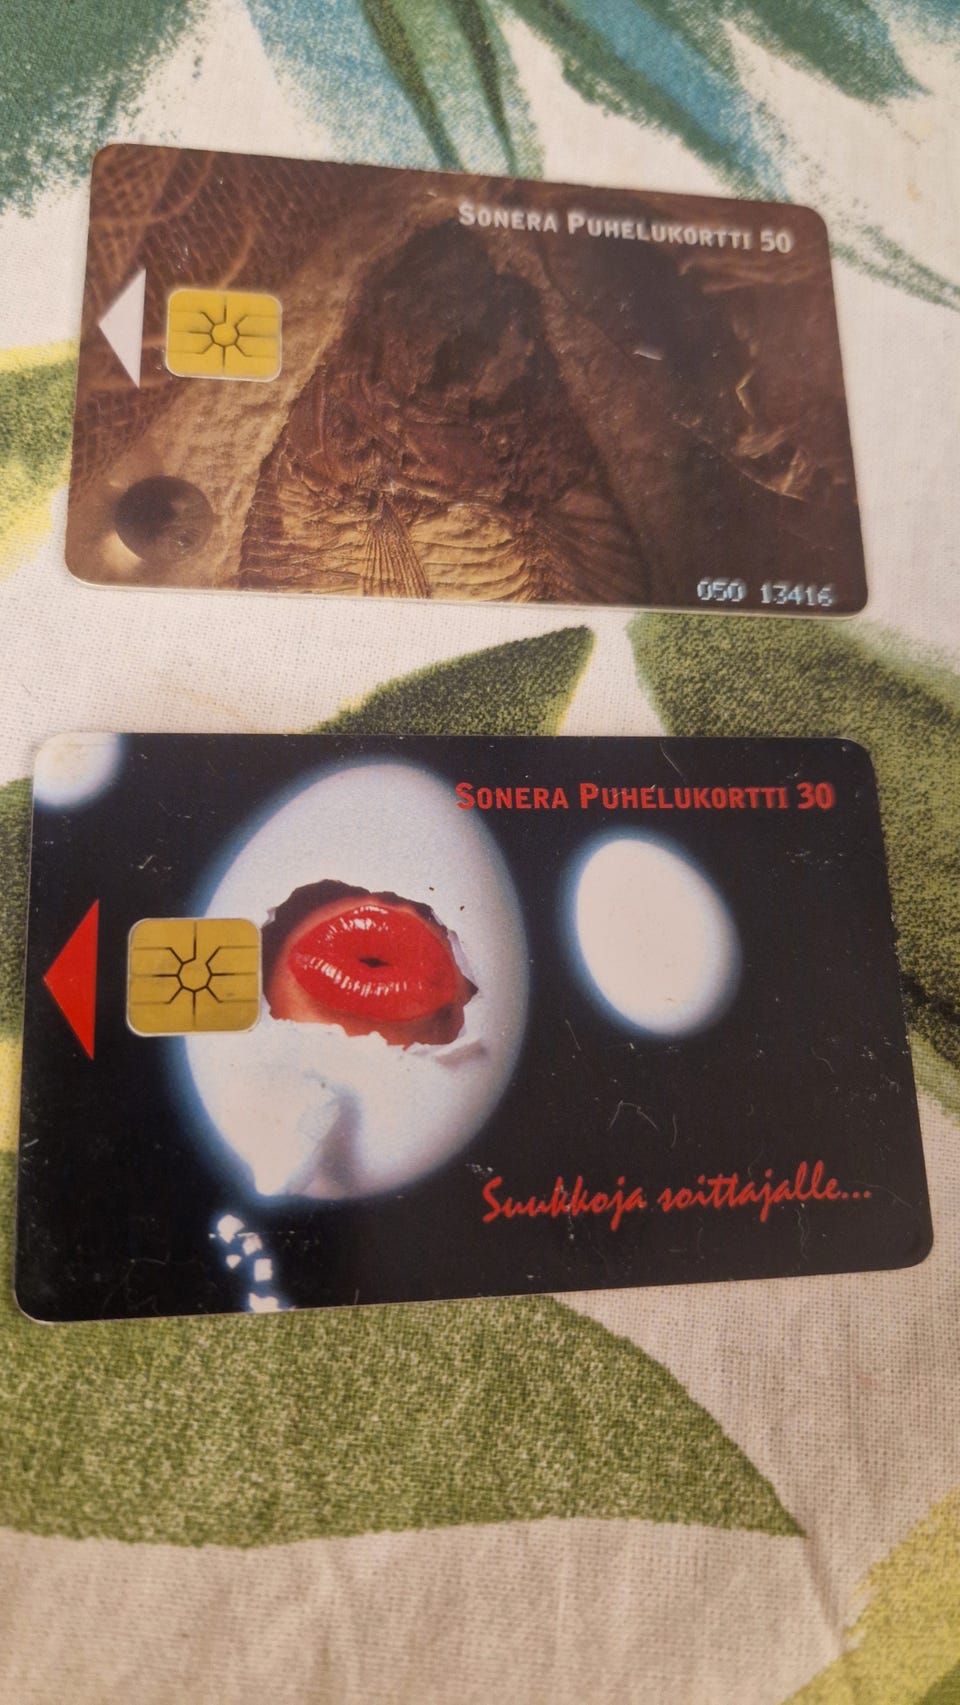 SONERA PUHELUKORTTI 50
050 13416
SONERA PUHELUKORTTI 30
Suukkoja soittajalle...